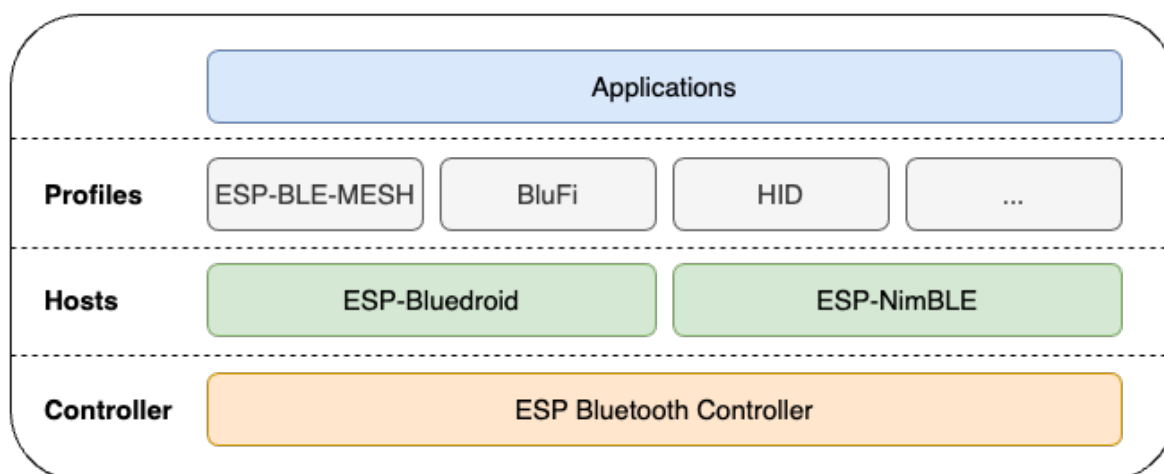 Applications
Profiles
ESP-BLE-MESH
BluFi
HID
...
Hosts
ESP-Bluedroid
ESP-NimBLE
Controller
ESP Bluetooth Controller